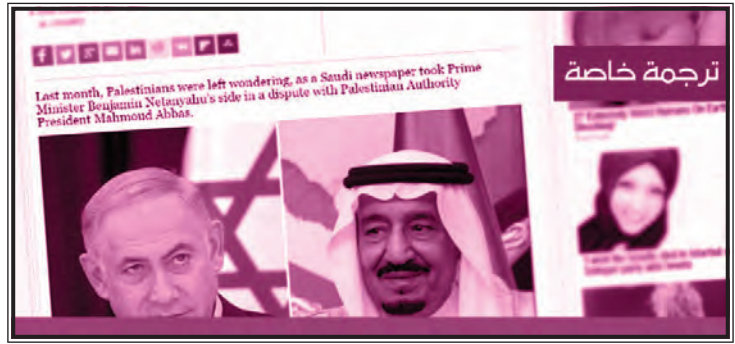 Last month, Palestinians were left wondering, as a Saudi newspaper took Prime
Minister Benjamin Netanyahu's side in a dispute with Palestinian Authority
President Mahmoud Abbas.
ترجمة خاصة